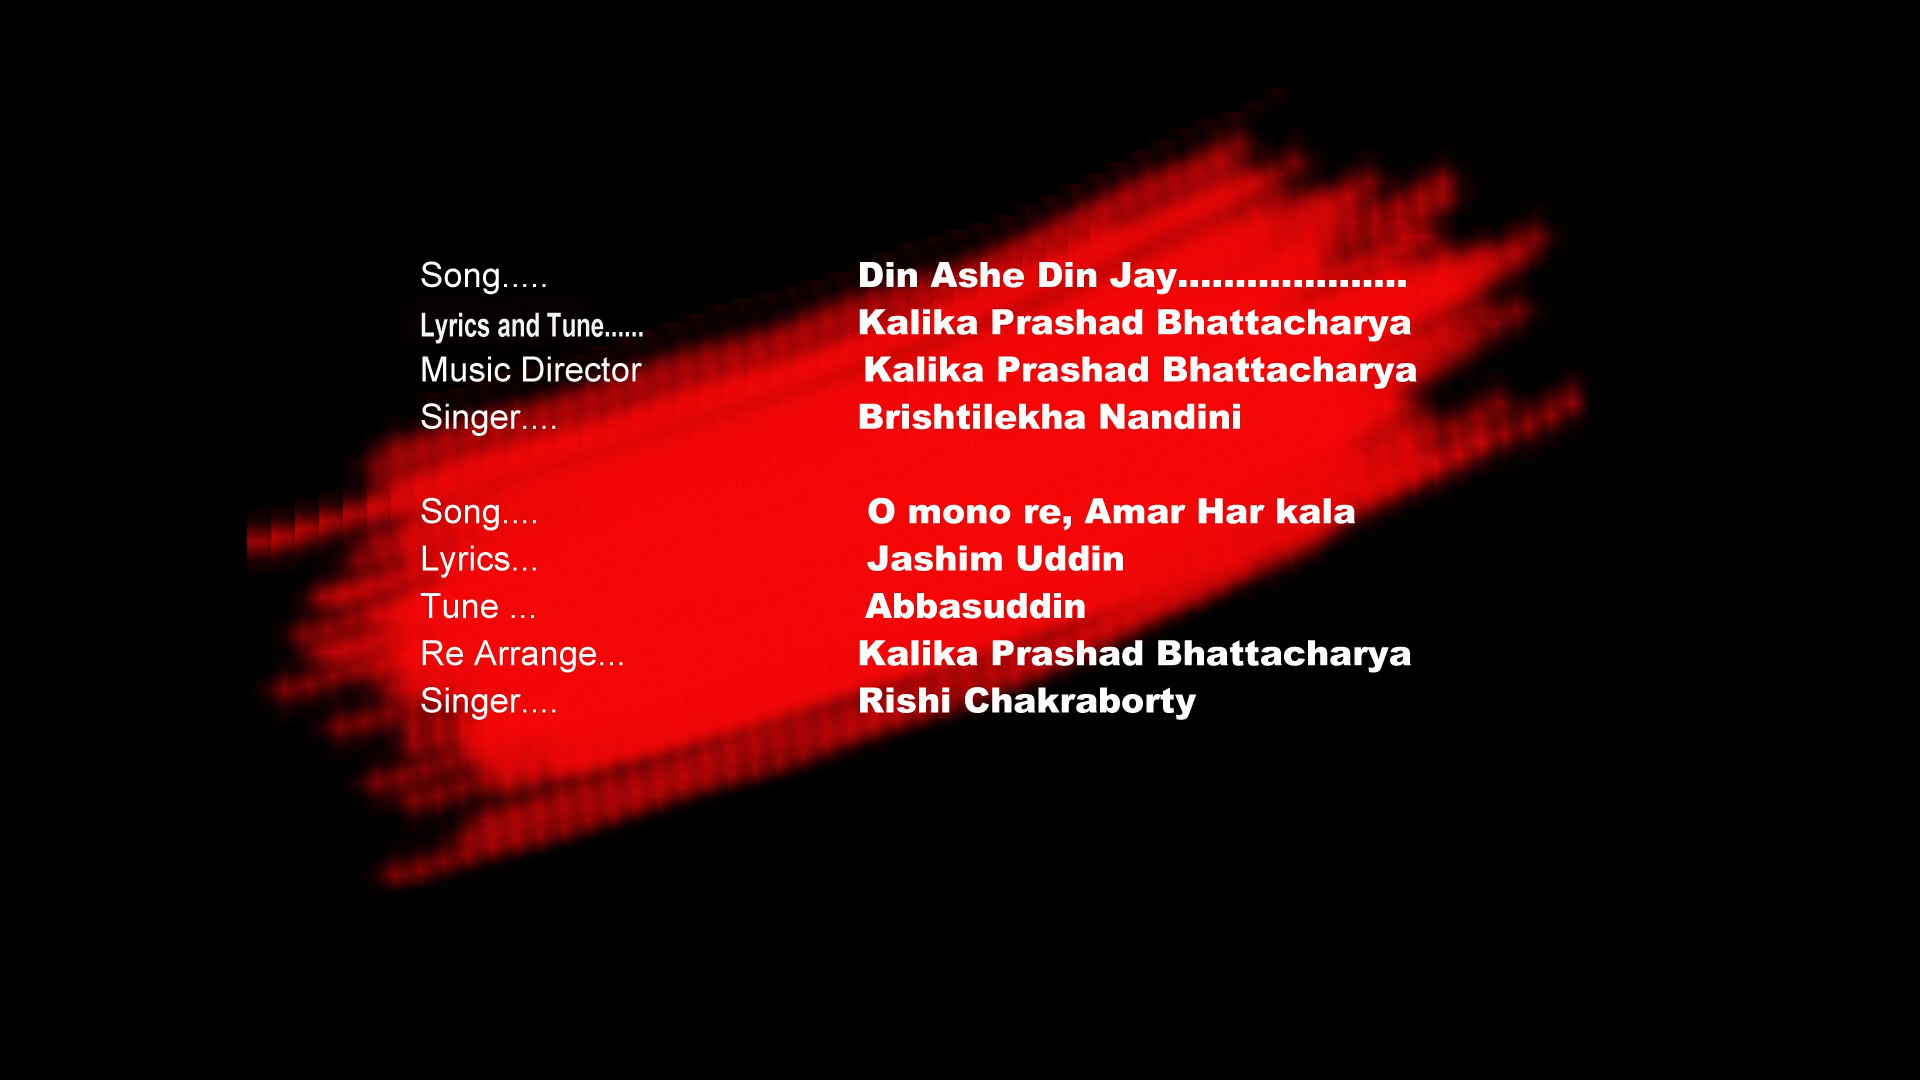 Song..... Din Ashe Din Jay....................
Lyrics and Tune...... Kalika Prashad Bhattacharya
Music Director Kalika Prashad Bhattacharya
Singer.... Brishtilekha Nandini
Song.... O mono re, Amar Har kala
Lyrics... Jashim Uddin
Tune ... Abbasuddin
Re Arrange... Kalika Prashad Bhattacharya
Singer.... Rishi Chakraborty